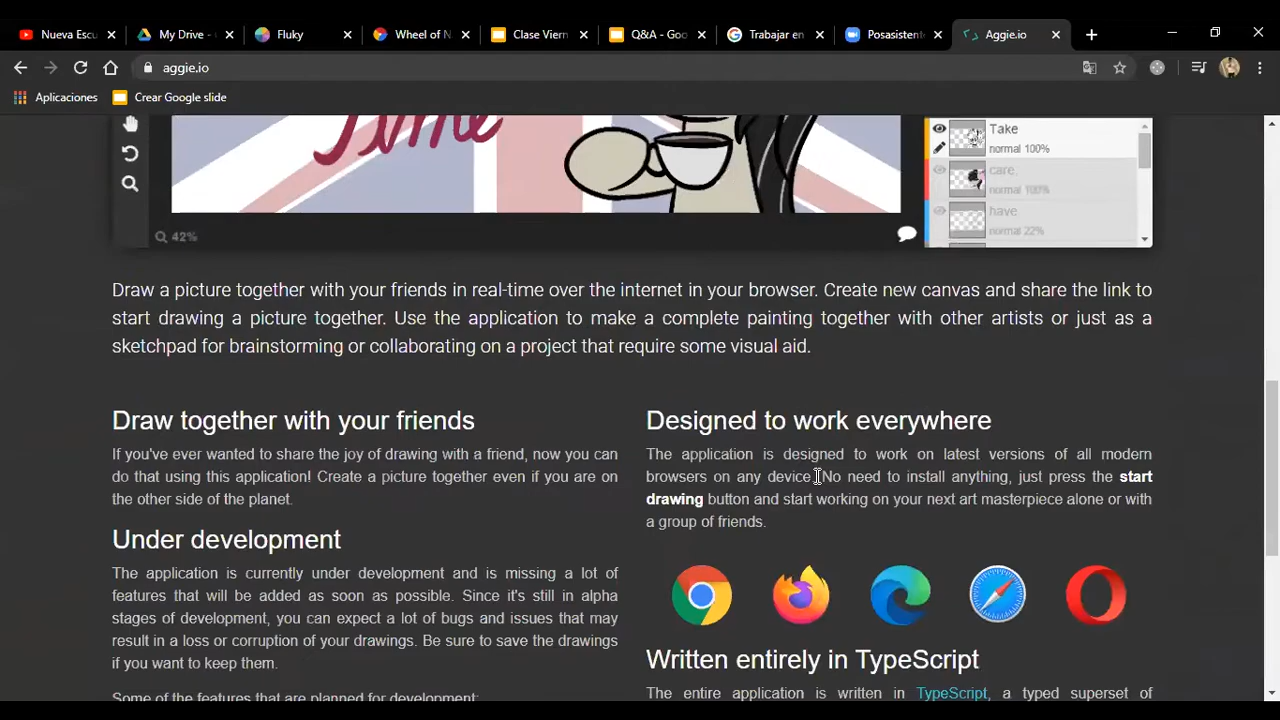 Nueva Escu
My Drive -
Fluky
Wheel of N
Clase Viern
Q&A - Goo
Trabajar en
Posasistent
Aggie.io
aggie.io
Aplicaciones
Crear Google slide
Time
42%
Take
normal 100%
care,
normal 100%
have
normal 22%
Draw a picture together with your friends in real-time over the internet in your browser. Create new canvas and share the link to
start drawing a picture together. Use the application to make a complete painting together with other artists or just as a
sketchpad for brainstorming or collaborating on a project that require some visual aid.
Draw together with your friends
If you've ever wanted to share the joy of drawing with a friend, now you can
do that using this application! Create a picture together even if you are on
the other side of the planet.
Under development
The application is currently under development and is missing a lot of
features that will be added as soon as possible. Since it's still in alpha
stages of development, you can expect a lot of bugs and issues that may
result in a loss or corruption of your drawings. Be sure to save the drawings
if you want to keep them.
Some of the features that are planned for development:
Designed to work everywhere
The application is designed to work on latest versions of all modern
browsers on any device. No need to install anything, just press the start
drawing button and start working on your next art masterpiece alone or with
a group of friends.
Written entirely in TypeScript
The entire application is written in TypeScript, a typed superset of